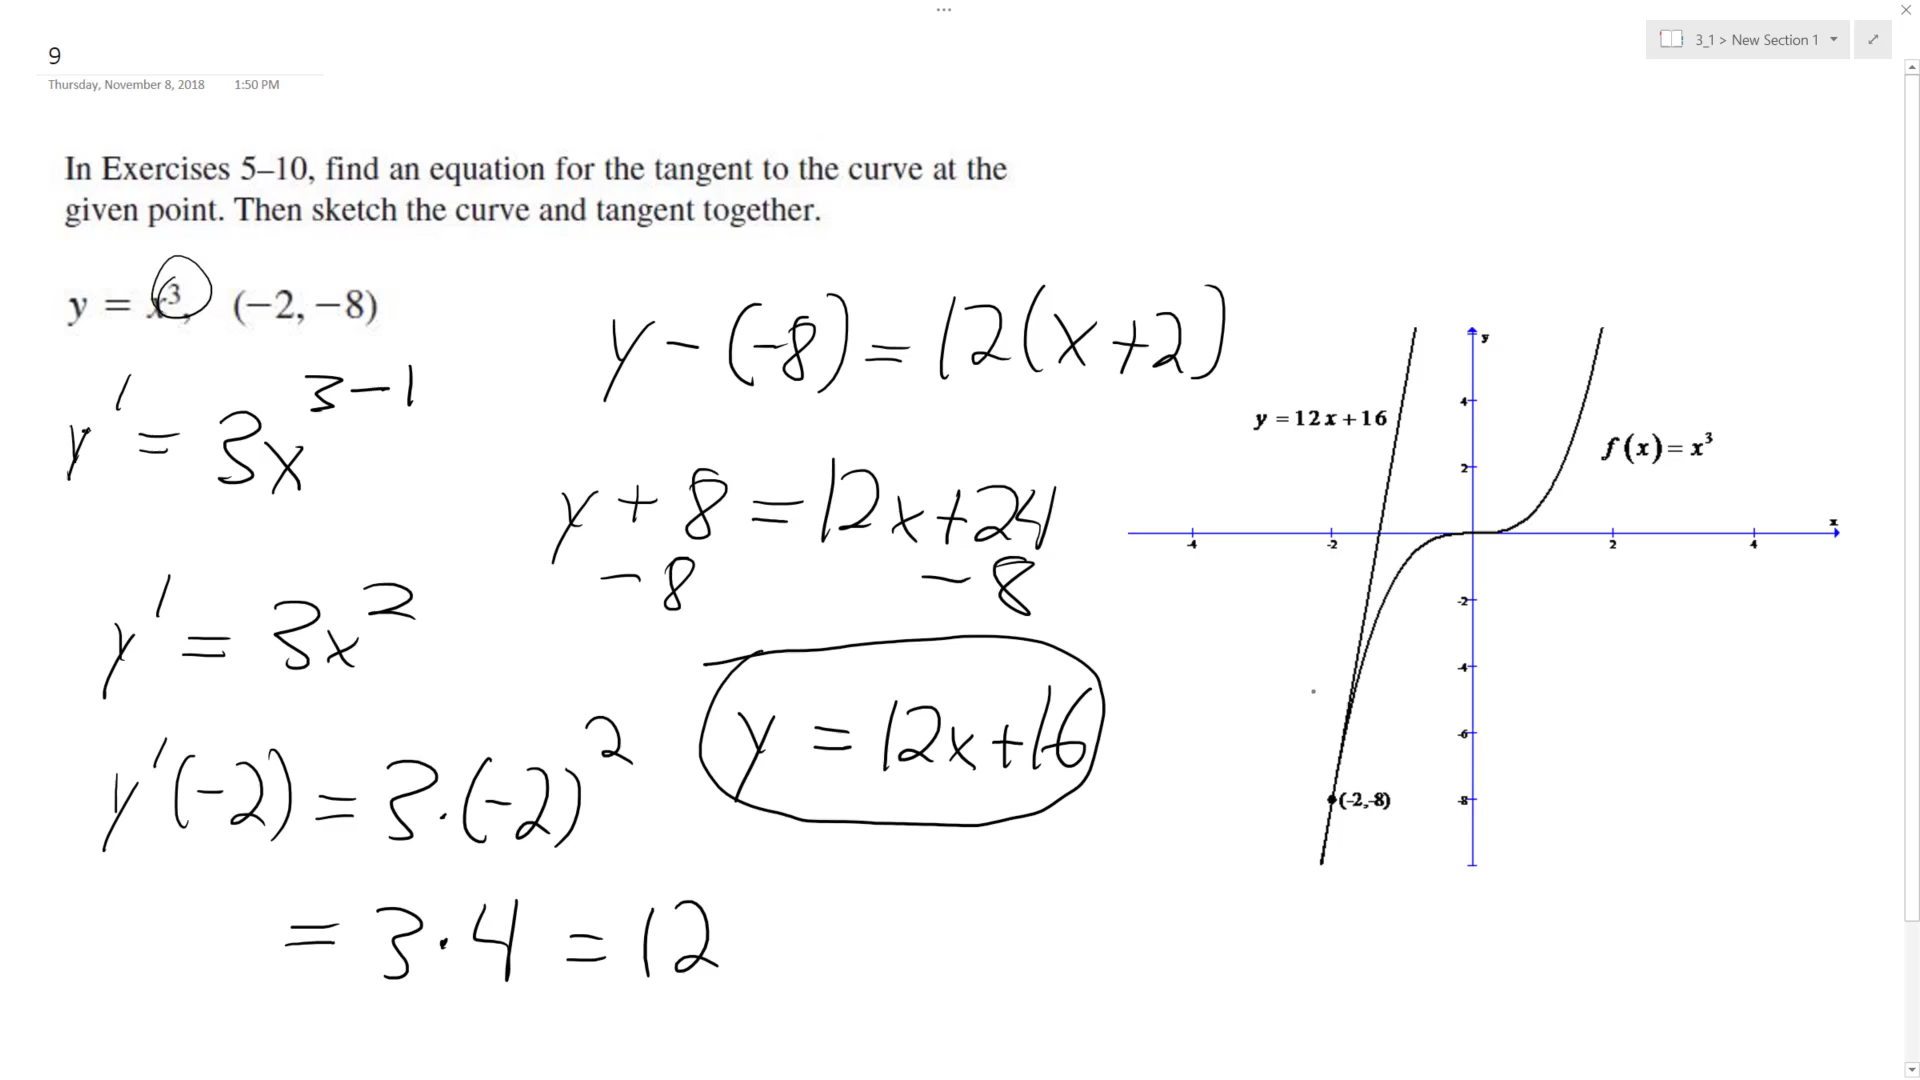 ...
×
3_1 > New Section 1
9
Thursday, November 8, 2018 1:50 PM
In Exercises 5–10, find an equation for the tangent to the curve at the
given point. Then sketch the curve and tangent together.
y = x³, (−2, −8)
y' = 3x^{3-1}
y' = 3x²
y'(-2) = 3·(-2)²
= 3·4 = 12
y-(-8) = 12(x+2)
y+8 = 12x+24
-8 -8
y = 12x+16
y = 12x+16
f(x) = x³
y
x
4
2
-4
-2
2
4
-2
-4
-6
-8
(-2,-8)